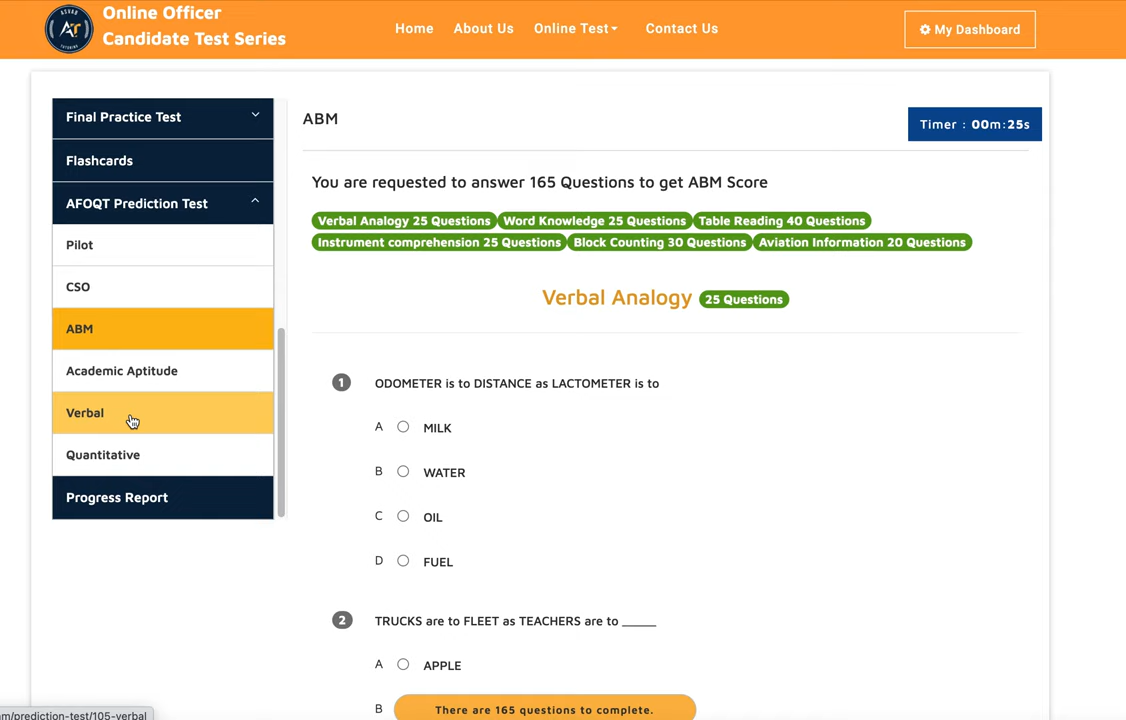 ASVAB
Ar
TUTORING
Online Officer
Candidate Test Series
Home
About Us
Online Test
Contact Us
My Dashboard
Final Practice Test
Flashcards
AFOQT Prediction Test
Pilot
CSO
ABM
Academic Aptitude
Verbal
Quantitative
Progress Report
ABM
Timer : 00m:25s
You are requested to answer 165 Questions to get ABM Score
Verbal Analogy 25 Questions Word Knowledge 25 Questions Table Reading 40 Questions
Instrument comprehension 25 Questions Block Counting 30 Questions Aviation Information 20 Questions
Verbal Analogy 25 Questions
1 ODOMETER is to DISTANCE as LACTOMETER is to
A MILK
B WATER
C OIL
D FUEL
2 TRUCKS are to FLEET as TEACHERS are to _____
A APPLE
B
There are 165 questions to complete.
am/prediction-test/105-verbal